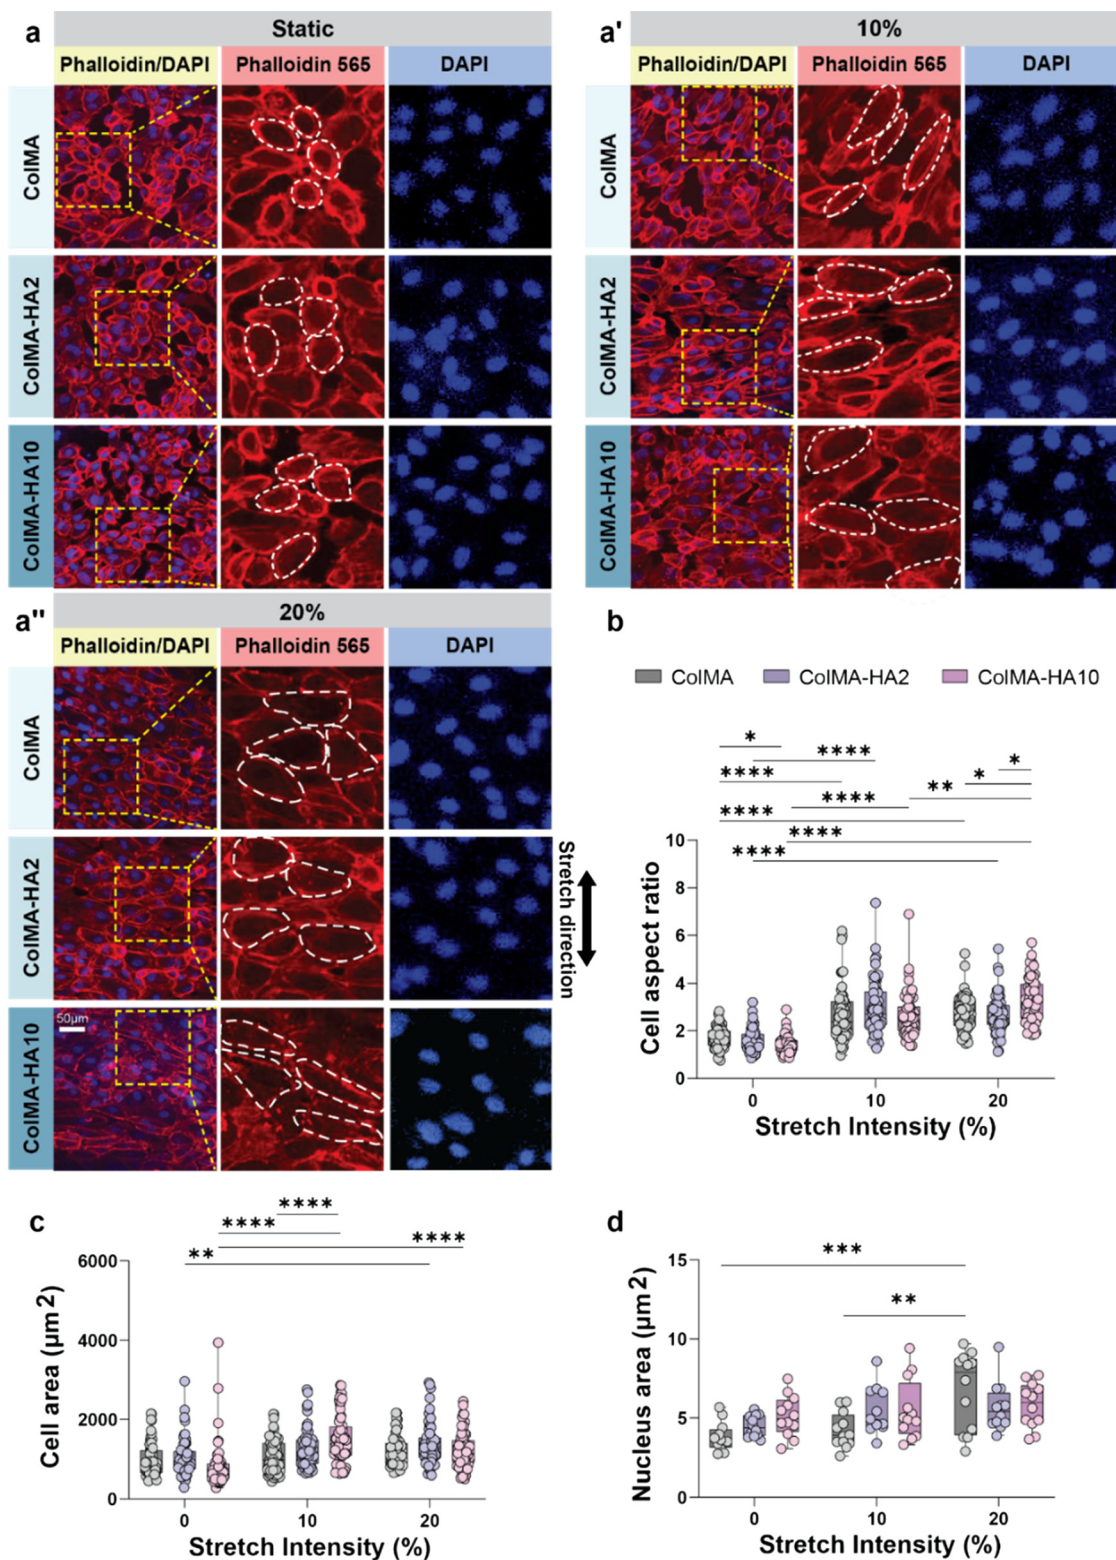 a
Static
Phalloidin/DAPI Phalloidin 565 DAPI
ColMA
ColMA-HA2
ColMA-HA10
a'
10%
Phalloidin/DAPI Phalloidin 565 DAPI
ColMA
ColMA-HA2
ColMA-HA10
a"
20%
Phalloidin/DAPI Phalloidin 565 DAPI
ColMA
ColMA-HA2
ColMA-HA10
50µm
Stretch direction
b
ColMA ColMA-HA2 ColMA-HA10
*
****
****
*
*
**
****
****
****
****
Cell aspect ratio
10
8
6
4
2
0
0 10 20
Stretch Intensity (%)
c
****
****
****
**
Cell area (µm2)
6000
4000
2000
0
0 10 20
Stretch Intensity (%)
d
***
**
Nucleus area (µm2)
15
10
5
0
0 10 20
Stretch Intensity (%)